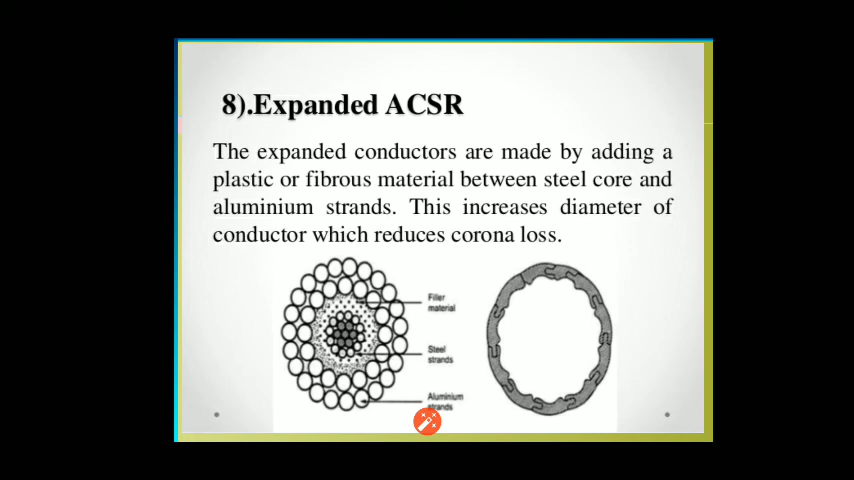 8).Expanded ACSR
The expanded conductors are made by adding a
plastic or fibrous material between steel core and
aluminium strands. This increases diameter of
conductor which reduces corona loss.
Filler
material
Steel
strands
Aluminium
strands